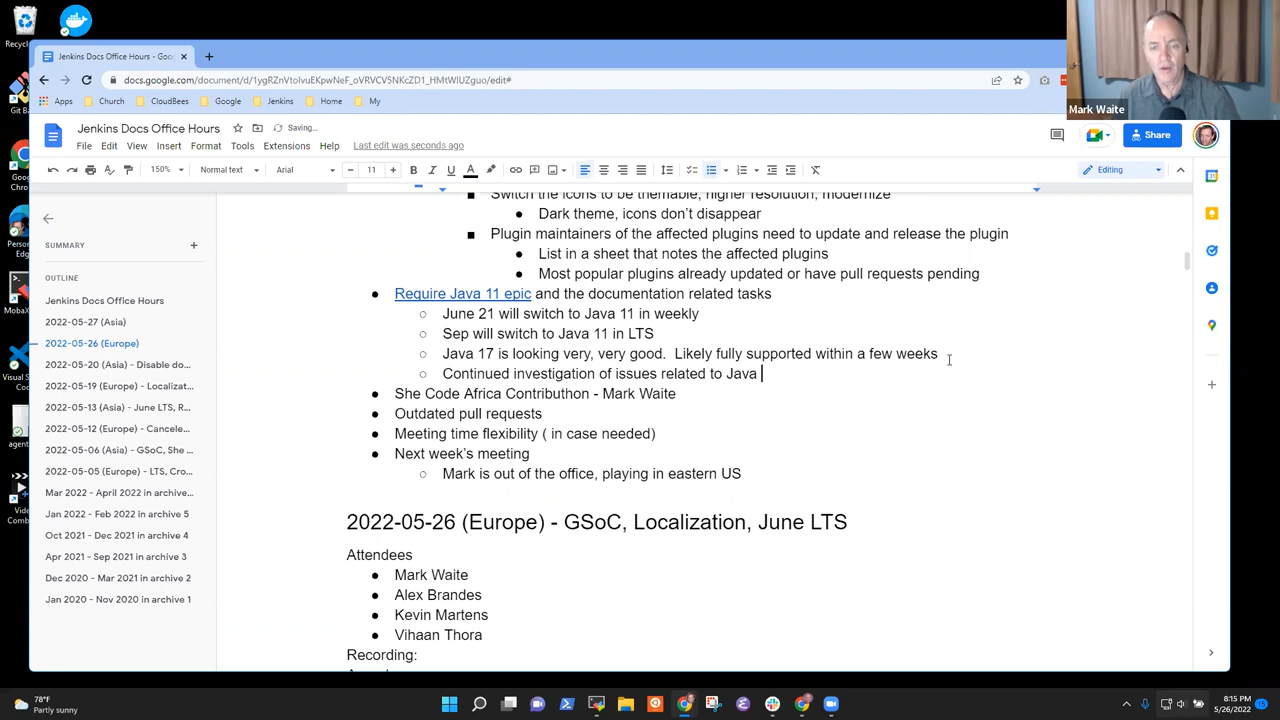 Recyc
Git
Ba
Goo
Chro
Perso
- E
MobaX
Visual S
agent
Video
Comb
Jenkins Docs Office Hours - Goo
docs.google.com/document/d/1ygRZnVtoIvuEKpwNeF_oVRVCV5NKcZD1_HMtWlUZguo/edit#
Apps
Church
CloudBees
Google
Jenkins
Home
My
Mark Waite
Jenkins Docs Office Hours
Saving...
File Edit View Insert Format Tools Extensions Help
Last edit was seconds ago
Share
150%
Normal text
Arial
11
Editing
SUMMARY
OUTLINE
Jenkins Docs Office Hours
2022-05-27 (Asia)
2022-05-26 (Europe)
2022-05-20 (Asia) - Disable do...
2022-05-19 (Europe) - Localizat...
2022-05-13 (Asia) - June LTS, R...
2022-05-12 (Europe) - Cancele...
2022-05-06 (Asia) - GSoC, She ...
2022-05-05 (Europe) - LTS, Cro...
Mar 2022 - April 2022 in archive...
Jan 2022 - Feb 2022 in archive 5
Oct 2021 - Dec 2021 in archive 4
Apr 2021 - Sep 2021 in archive 3
Dec 2020 - Mar 2021 in archive 2
Jan 2020 - Nov 2020 in archive 1
Switch the icons to be themable, higher resolution, modernize
Dark theme, icons don't disappear
Plugin maintainers of the affected plugins need to update and release the plugin
List in a sheet that notes the affected plugins
Most popular plugins already updated or have pull requests pending
Require Java 11 epic and the documentation related tasks
June 21 will switch to Java 11 in weekly
Sep will switch to Java 11 in LTS
Java 17 is looking very, very good.  Likely fully supported within a few weeks
Continued investigation of issues related to Java
She Code Africa Contributhon - Mark Waite
Outdated pull requests
Meeting time flexibility ( in case needed)
Next week's meeting
Mark is out of the office, playing in eastern US
2022-05-26 (Europe) - GSoC, Localization, June LTS
Attendees
Mark Waite
Alex Brandes
Kevin Martens
Vihaan Thora
Recording:
78°F
Partly sunny
8:15 PM
5/26/2022